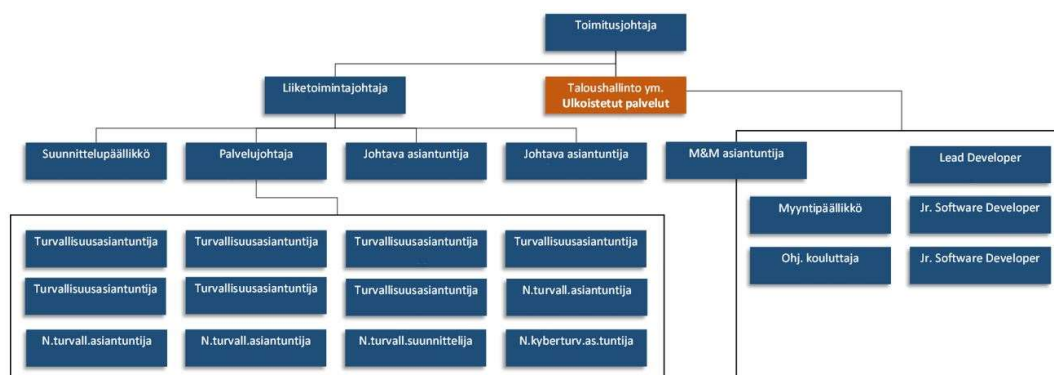 Toimitusjohtaja
Liiketoimintajohtaja
Taloushallinto ym.
Ulkoistetut palvelut
Suunnittelupäällikkö
Palvelujohtaja
Johtava asiantuntija
Johtava asiantuntija
M&M asiantuntija
Lead Developer
Myyntipäällikkö
Jr. Software Developer
Ohj. kouluttaja
Jr. Software Developer
Turvallisuusasiantuntija
Turvallisuusasiantuntija
Turvallisuusasiantuntija
Turvallisuusasiantuntija
Turvallisuusasiantuntija
Turvallisuusasiantuntija
Turvallisuusasiantuntija
N.turvall.asiantuntija
N.turvall.asiantuntija
N.turvall.asiantuntija
N.turvall.suunnittelija
N.kyberturv.as.tuntija